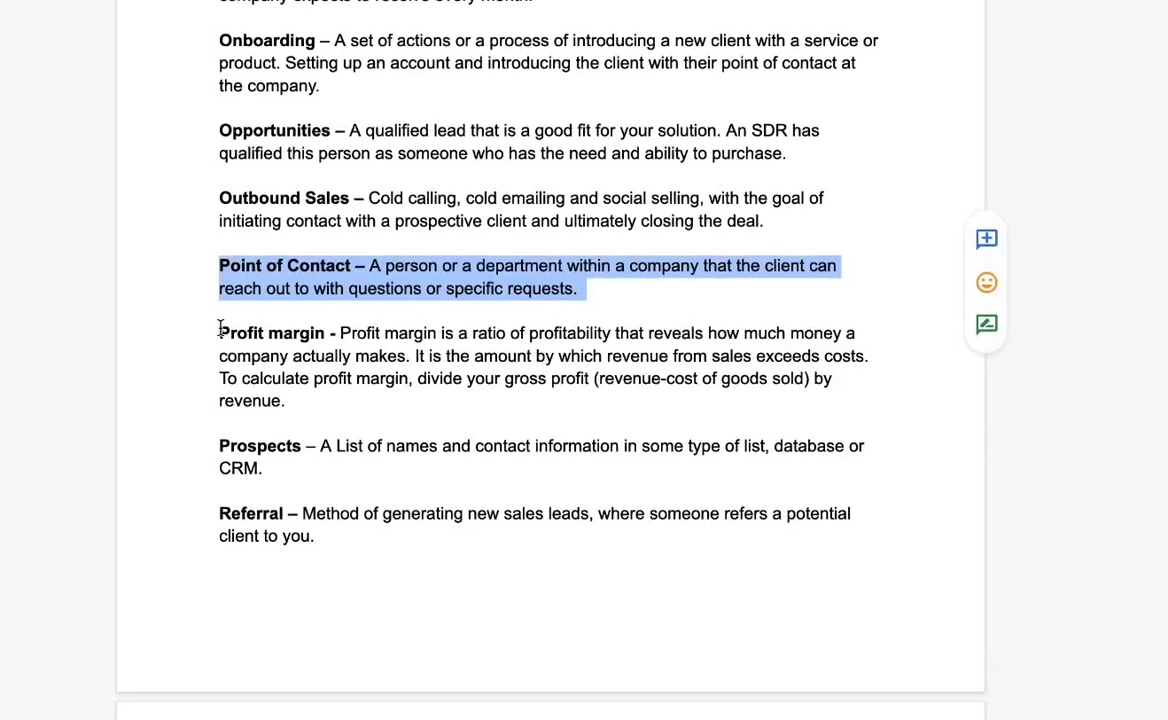 company expects to receive every month.
Onboarding – A set of actions or a process of introducing a new client with a service or
product. Setting up an account and introducing the client with their point of contact at
the company.
Opportunities – A qualified lead that is a good fit for your solution. An SDR has
qualified this person as someone who has the need and ability to purchase.
Outbound Sales – Cold calling, cold emailing and social selling, with the goal of
initiating contact with a prospective client and ultimately closing the deal.
Point of Contact – A person or a department within a company that the client can
reach out to with questions or specific requests.
Profit margin - Profit margin is a ratio of profitability that reveals how much money a
company actually makes. It is the amount by which revenue from sales exceeds costs.
To calculate profit margin, divide your gross profit (revenue-cost of goods sold) by
revenue.
Prospects – A List of names and contact information in some type of list, database or
CRM.
Referral – Method of generating new sales leads, where someone refers a potential
client to you.